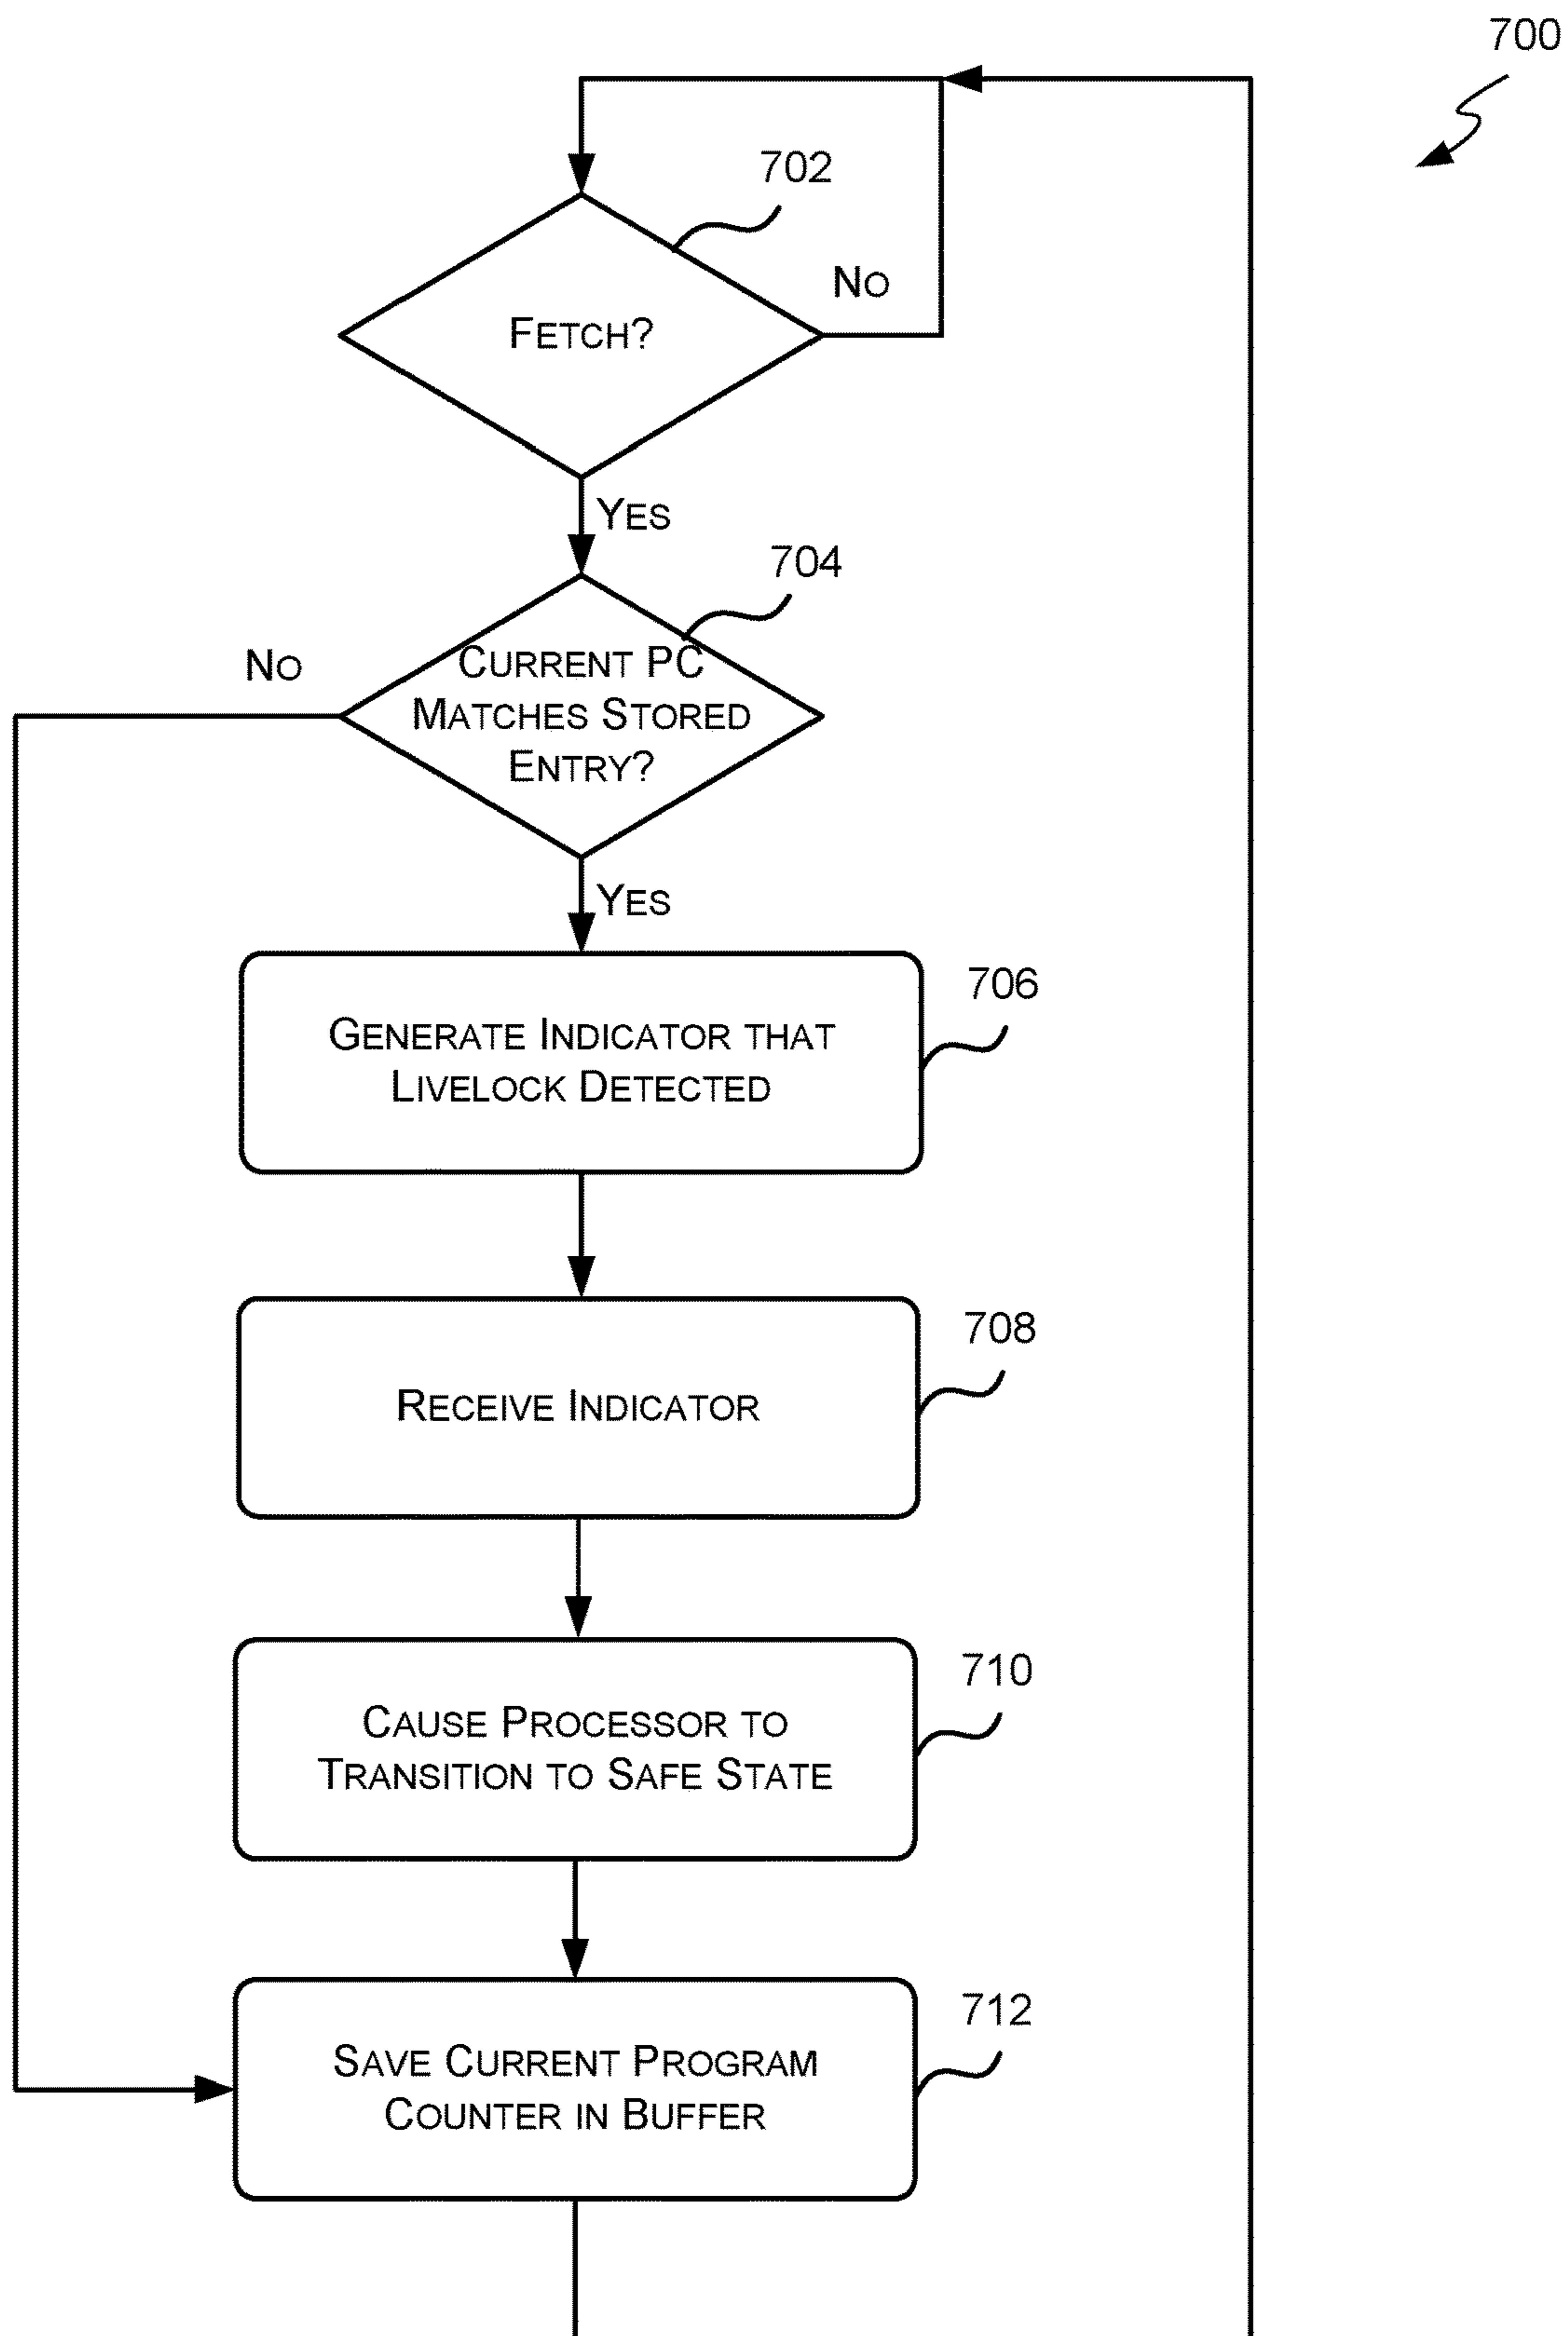 700
702
No
Fetch?
Yes
704
No
Current PC
Matches Stored
Entry?
Yes
706
Generate Indicator that
Livelock Detected
708
Receive Indicator
710
Cause Processor to
Transition to Safe State
712
Save Current Program
Counter in Buffer